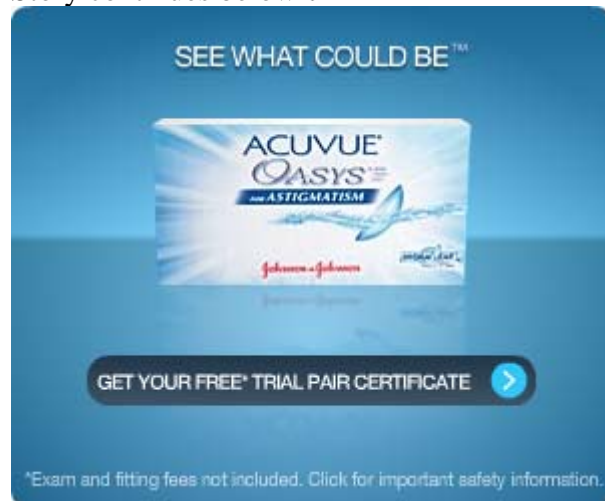 SEE WHAT COULD BE™
ACUVUE®
OASYS
FOR ASTIGMATISM
Johnson & Johnson
GET YOUR FREE* TRIAL PAIR CERTIFICATE
*Exam and fitting fees not included. Click for important safety information.